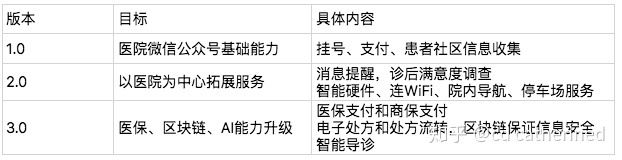 版本 目标 具体内容
1.0 医院微信公众号基础能力 挂号、支付、患者社区信息收集
2.0 以医院为中心拓展服务 消息提醒，诊后满意度调查
智能硬件、连WiFi、院内导航、停车场服务
3.0 医保、区块链、AI能力升级 医保支付和商保支付
电子处方和处方流转、区块链保证信息安全
智能导诊
知乎 @cd catherined